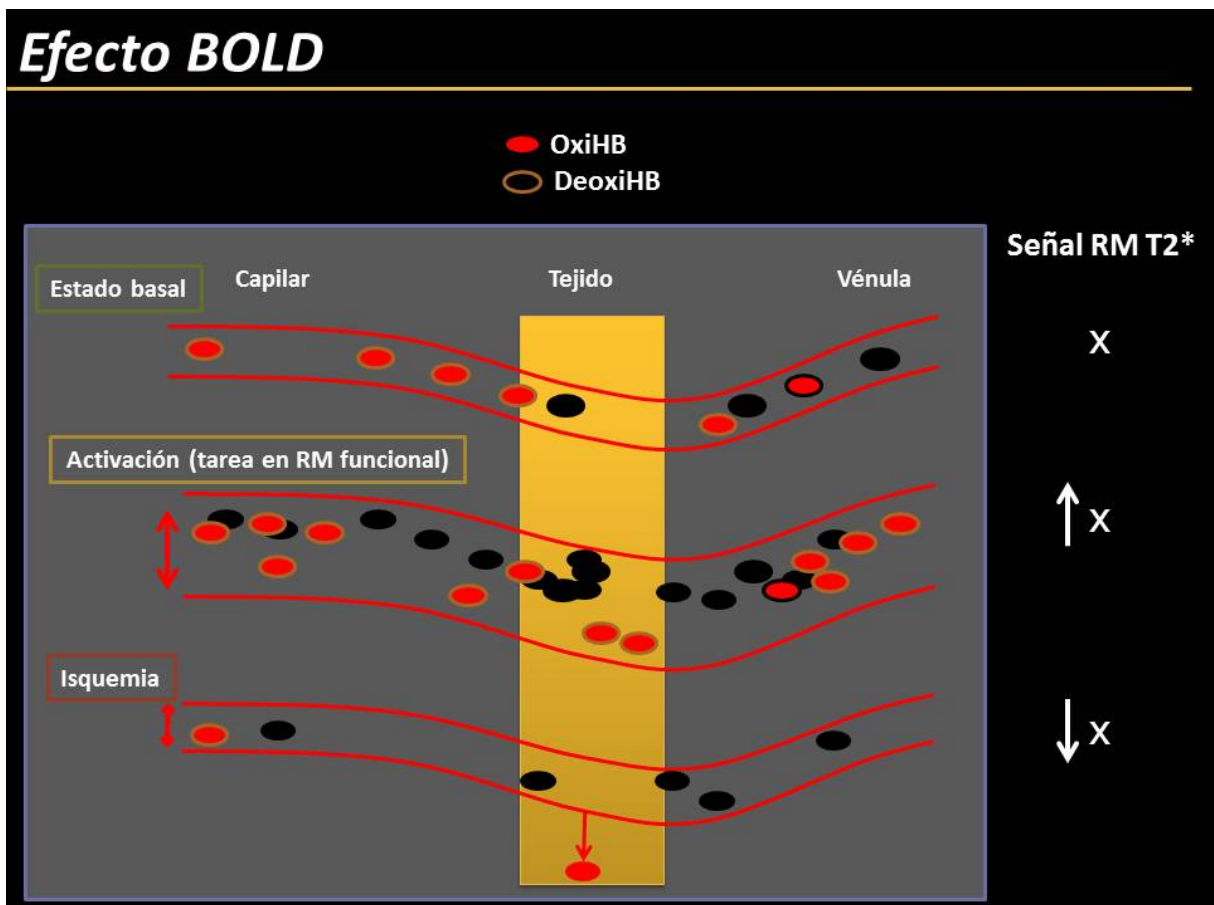 Efecto BOLD
OxiHB
DeoxiHB
Señal RM T2*
Estado basal
Capilar
Tejido
Vénula
X
Activación (tarea en RM funcional)
X
Isquemia
X